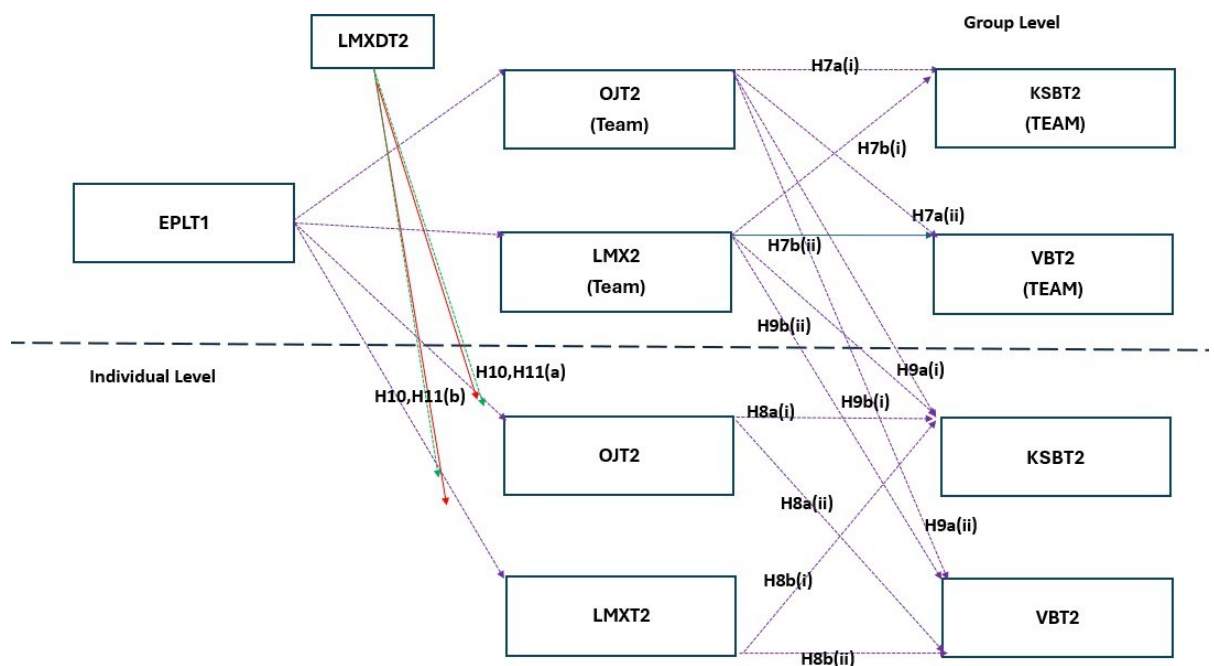 Group Level
LMXDT2
H7a(i)
OJT2
(Team)
KSBT2
(TEAM)
H7b(i)
EPLT1
H7a(ii)
H7b(ii)
LMX2
(Team)
VBT2
(TEAM)
H9b(ii)
Individual Level
H10,H11(a)
H9a(i)
H10,H11(b)
H9b(i)
H8a(i)
OJT2
KSBT2
H8a(ii)
H9a(ii)
H8b(i)
LMXT2
VBT2
H8b(ii)